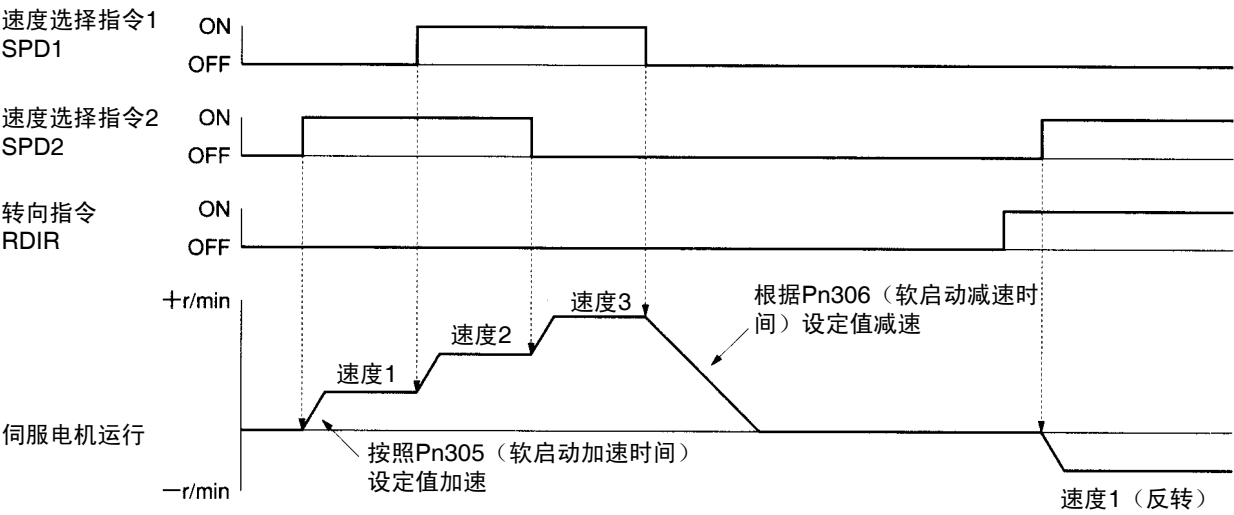 速度选择指令1
SPD1
ON
OFF
速度选择指令2
SPD2
ON
OFF
转向指令
RDIR
ON
OFF
+r/min
速度1
速度2
速度3
根据Pn306（软启动减速时
间）设定值减速
伺服电机运行
按照Pn305（软启动加速时间）
设定值加速
−r/min
速度1（反转）